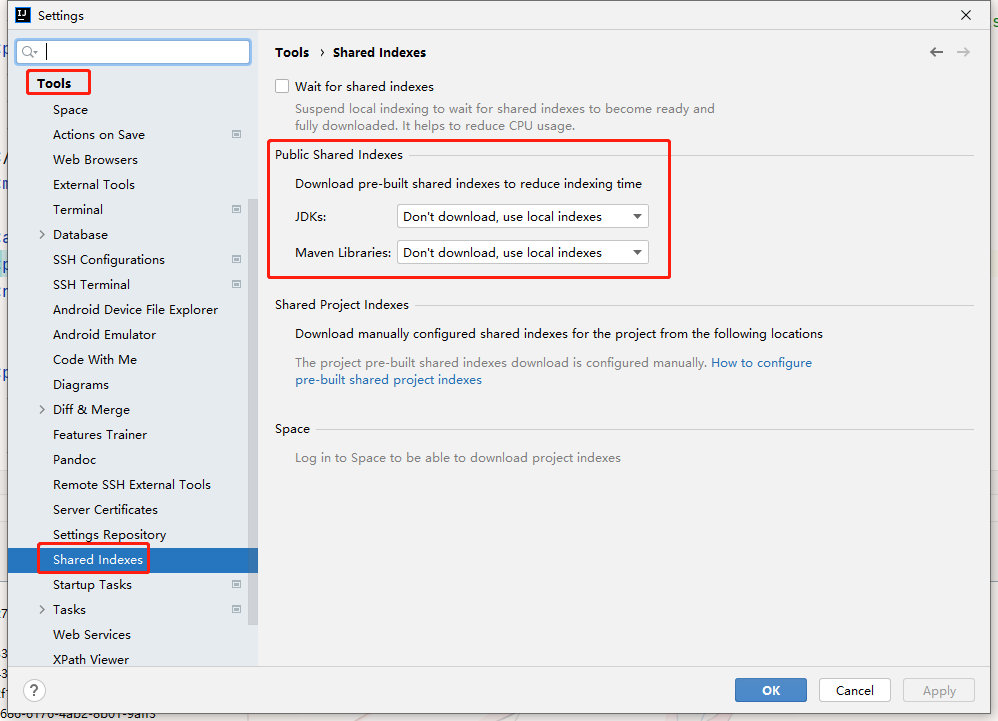 Settings
Tools
Space
Actions on Save
Web Browsers
External Tools
Terminal
Database
SSH Configurations
SSH Terminal
Android Device File Explorer
Android Emulator
Code With Me
Diagrams
Diff & Merge
Features Trainer
Pandoc
Remote SSH External Tools
Server Certificates
Settings Repository
Shared Indexes
Startup Tasks
Tasks
Web Services
XPath Viewer
Tools › Shared Indexes
Wait for shared indexes
Suspend local indexing to wait for shared indexes to become ready and
fully downloaded. It helps to reduce CPU usage.
Public Shared Indexes
Download pre-built shared indexes to reduce indexing time
JDKs: Don't download, use local indexes
Maven Libraries: Don't download, use local indexes
Shared Project Indexes
Download manually configured shared indexes for the project from the following locations
The project pre-built shared indexes download is configured manually. How to configure
pre-built shared project indexes
Space
Log in to Space to be able to download project indexes
?
OK Cancel Apply